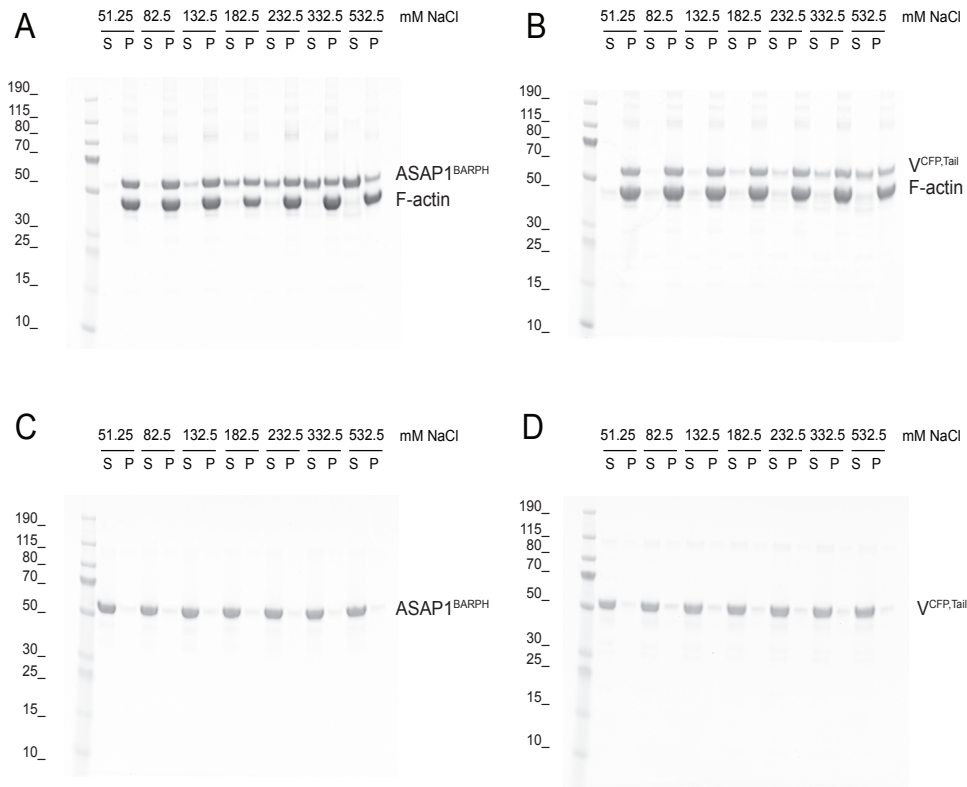 A
51.25 82.5 132.5 182.5 232.5 332.5 532.5 mM NaCl
S P S P S P S P S P S P S P
190_
115_
80_
70_
50_
30_
25_
15_
10_
ASAP1BARPH
F-actin
B
51.25 82.5 132.5 182.5 232.5 332.5 532.5 mM NaCl
S P S P S P S P S P S P S P
190_
115_
80_
70_
50_
30_
25_
15_
10_
VCFP,Tail
F-actin
C
51.25 82.5 132.5 182.5 232.5 332.5 532.5 mM NaCl
S P S P S P S P S P S P S P
190_
115_
80_
70_
50_
30_
25_
15_
10_
ASAP1BARPH
D
51.25 82.5 132.5 182.5 232.5 332.5 532.5 mM NaCl
S P S P S P S P S P S P S P
190_
115_
80_
70_
50_
30_
25_
15_
10_
VCFP,Tail